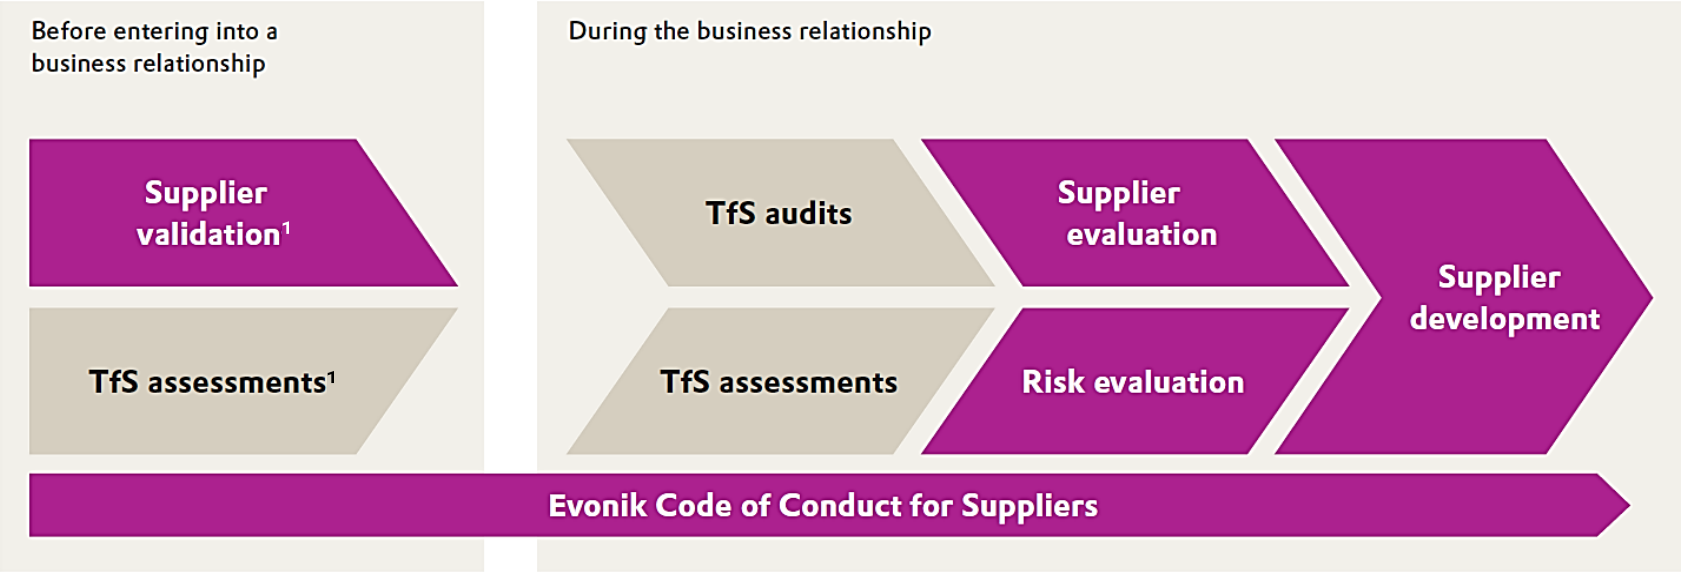 Before entering into a
business relationship
During the business relationship
Supplier
validation¹
TfS assessments¹
TfS audits
TfS assessments
Supplier
evaluation
Risk evaluation
Supplier
development
Evonik Code of Conduct for Suppliers